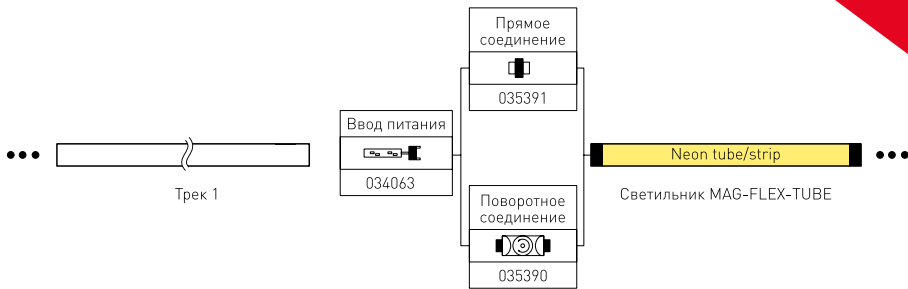 Прямое
соединение
035391
Ввод питания
034063
Neon tube/strip
Трек 1
Светильник MAG-FLEX-TUBE
Поворотное
соединение
035390